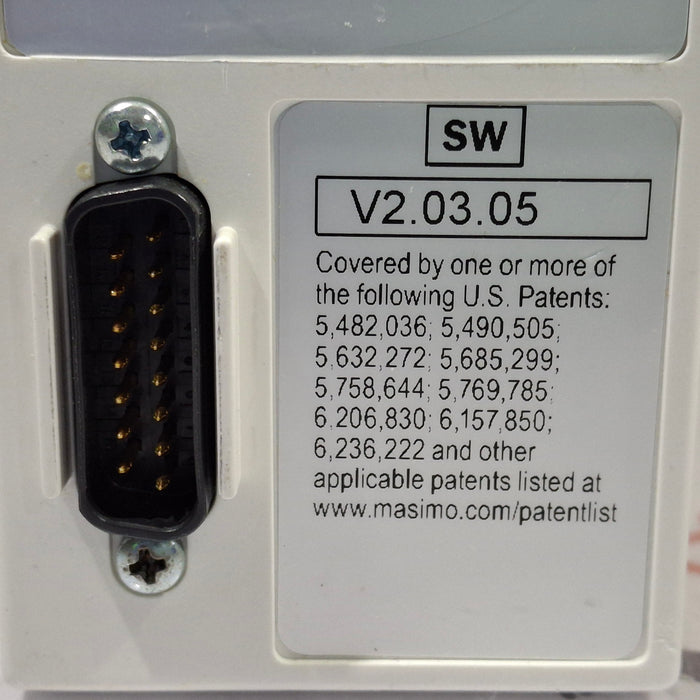 SW
V2.03.05
Covered by one or more of
the following U.S. Patents:
5,482,036; 5,490,505;
5,632,272; 5,685,299;
5,758,644; 5,769,785;
6,206,830; 6,157,850;
6,236,222 and other
applicable patents listed at
www.masimo.com/patentlist